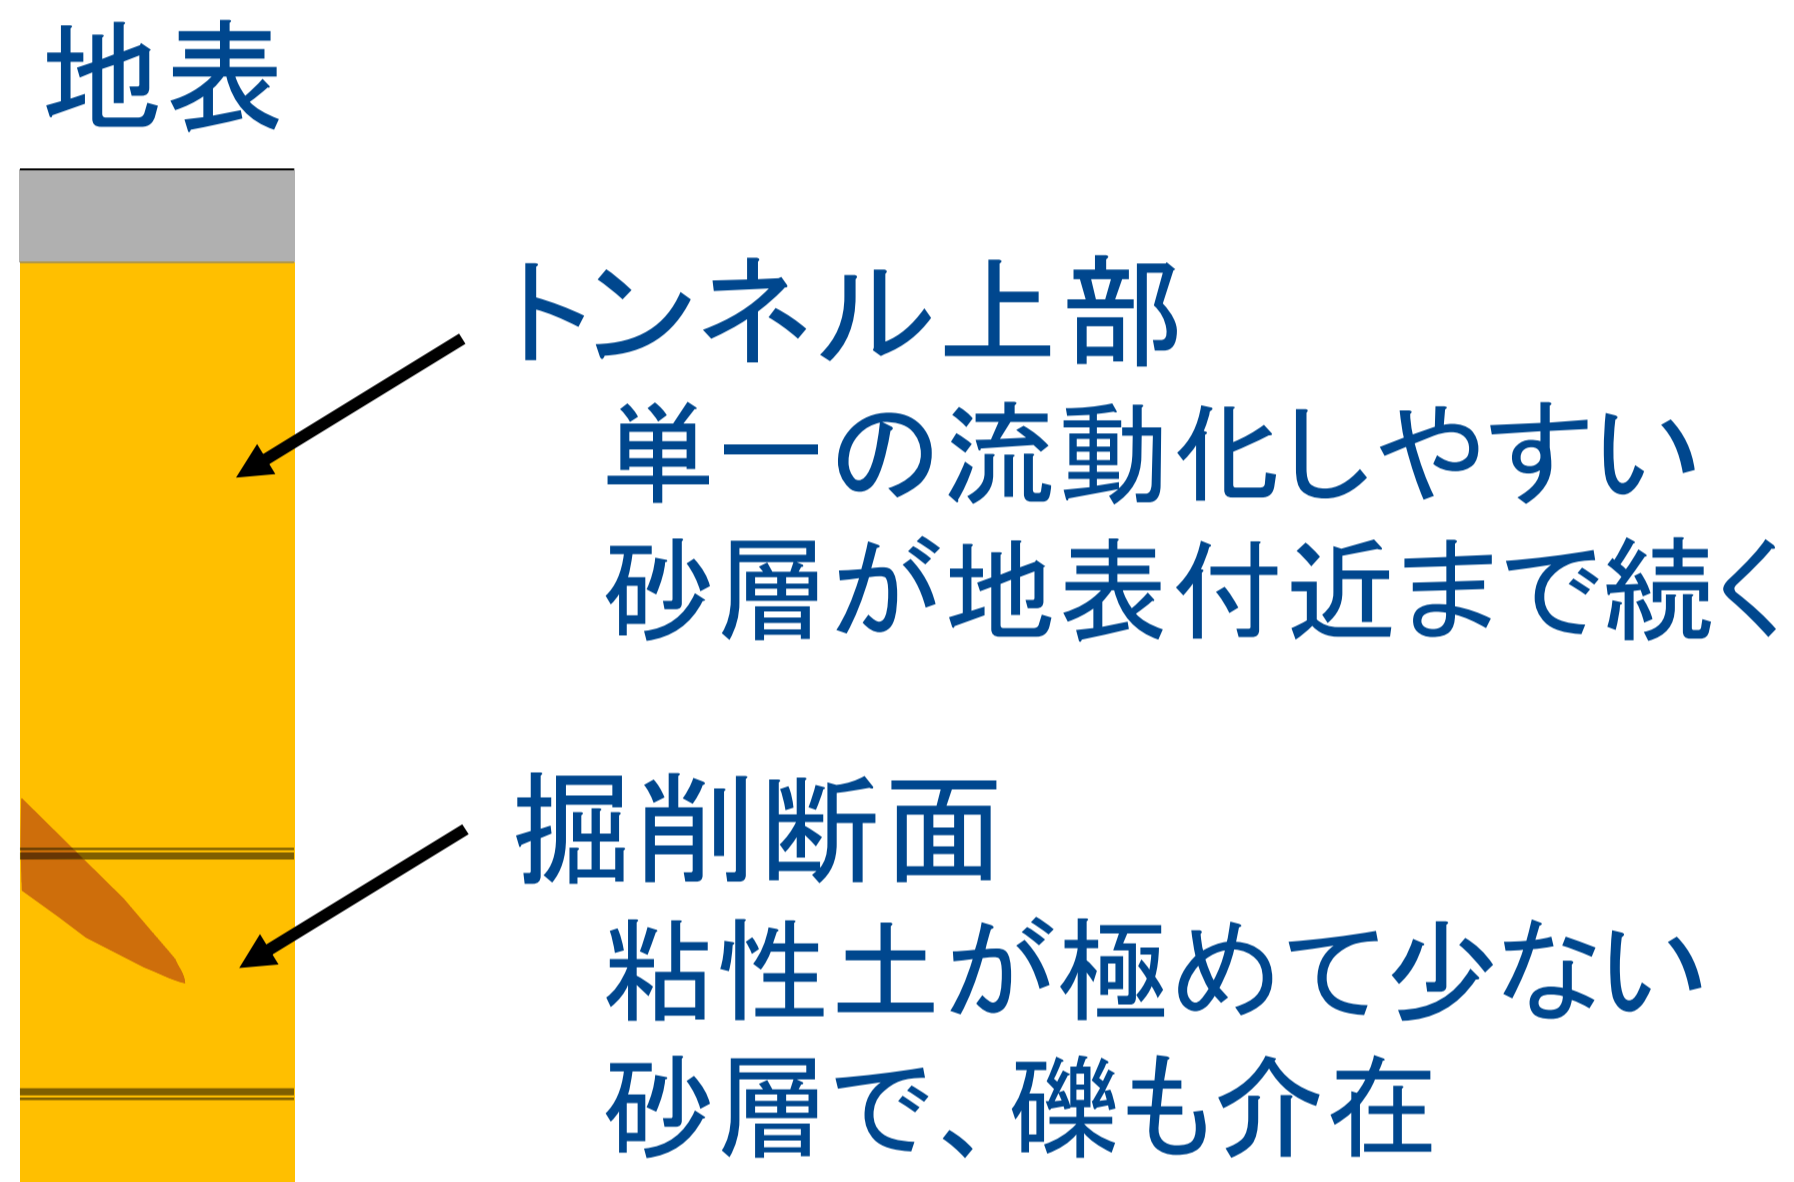 地表
トンネル上部
単一の流動化しやすい
砂層が地表付近まで続く
掘削断面
粘性土が極めて少ない
砂層で、礫も介在